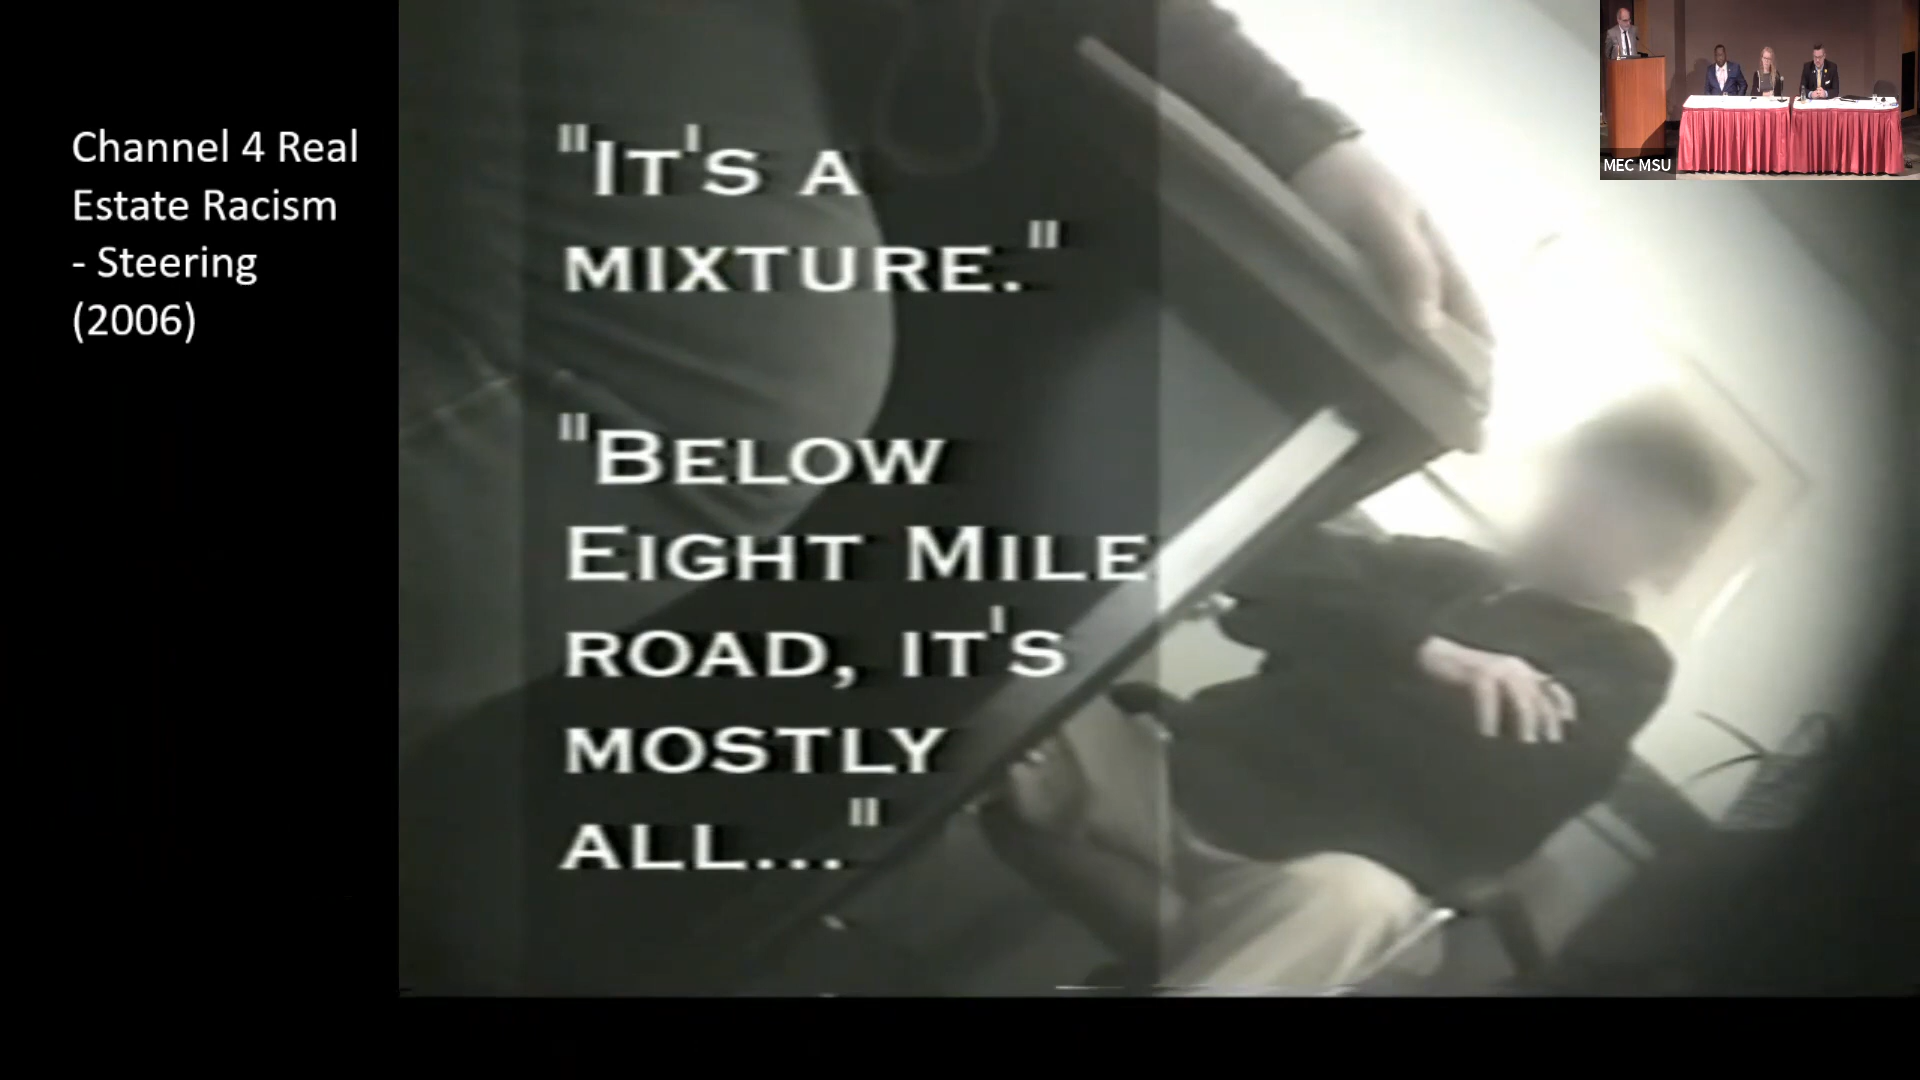 Channel 4 Real
Estate Racism
- Steering
(2006)
"It's a
mixture."
"Below
Eight Mile
road, it's
mostly
all..."
MEC MSU